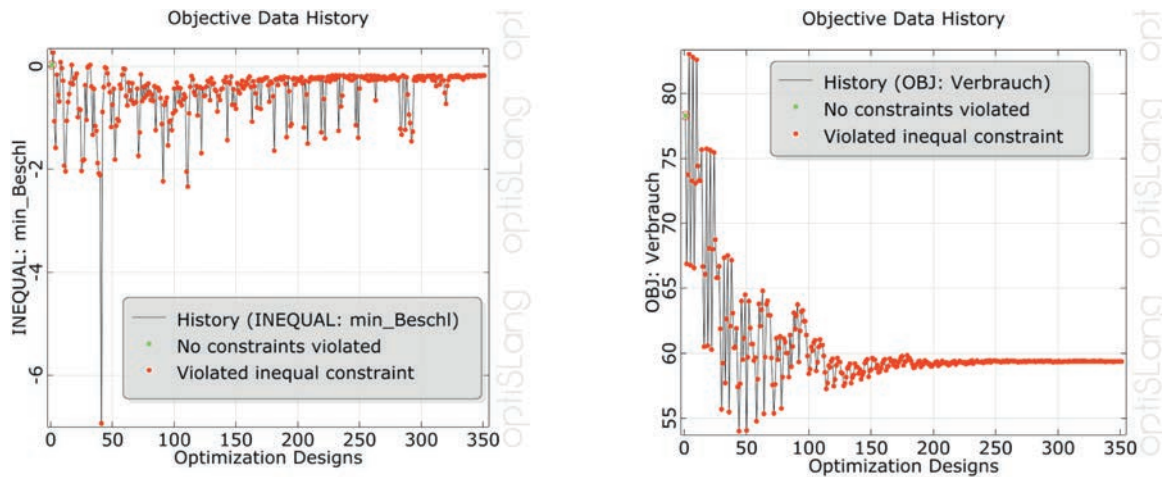 Objective Data History
INEQUAL: min_Beschl
0
-2
-4
-6
History (INEQUAL: min_Beschl)
No constraints violated
Violated inequal constraint
0 50 100 150 200 250 300 350
Optimization Designs
optiSLang optiSLang opt
Objective Data History
OBJ: Verbrauch
80
75
70
65
60
55
History (OBJ: Verbrauch)
No constraints violated
Violated inequal constraint
0 50 100 150 200 250 300 350
Optimization Designs
optiSLang optiSLang opt